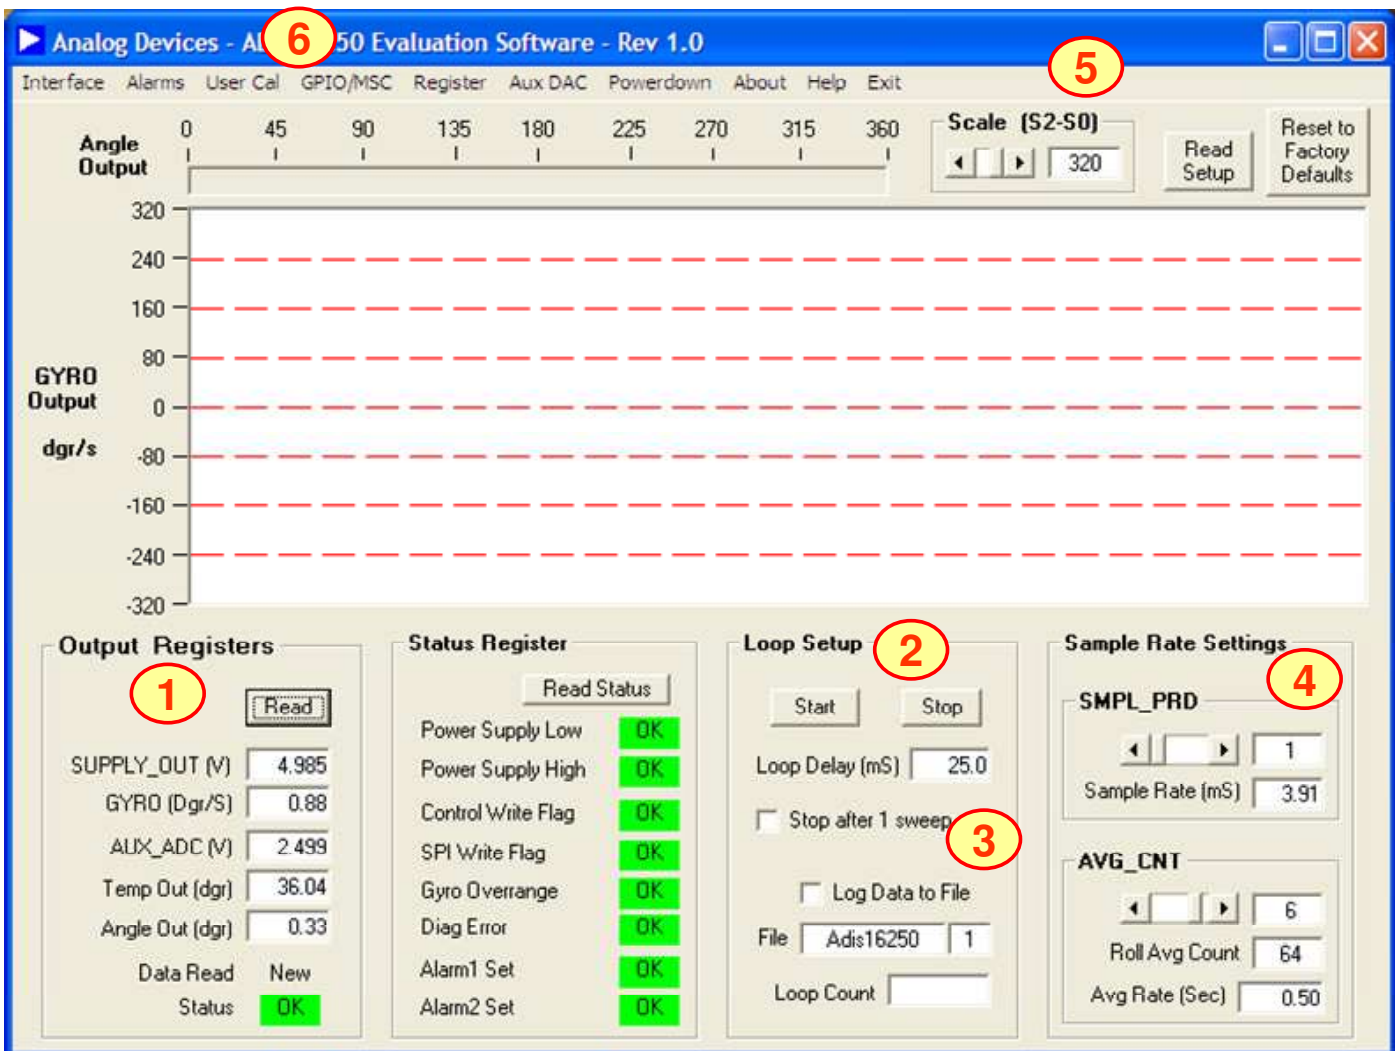 Analog Devices - AD 6 50 Evaluation Software - Rev 1.0
Interface Alarms User Cal GPIO/MSC Register Aux DAC Powerdown About Help Exit
5
Angle Output
0 45 90 135 180 225 270 315 360
Scale (S2-S0)
320
Read Setup
Reset to Factory Defaults
GYRO Output
dgr/s
320
240
160
80
0
-80
-160
-240
-320
Output Registers
1
Read
SUPPLY_OUT (V) 4.985
GYRO (Dgr/S) 0.88
AUX_ADC (V) 2.499
Temp Out (dgr) 36.04
Angle Out (dgr) 0.33
Data Read New
Status OK
Status Register
Read Status
Power Supply Low OK
Power Supply High OK
Control Write Flag OK
SPI Write Flag OK
Gyro Overrange OK
Diag Error OK
Alarm1 Set OK
Alarm2 Set OK
Loop Setup
2
Start Stop
Loop Delay (mS) 25.0
Stop after 1 sweep
3
Log Data to File
File Adis16250 1
Loop Count
Sample Rate Settings
4
SMPL_PRD
1
Sample Rate (mS) 3.91
AVG_CNT
6
Roll Avg Count 64
Avg Rate (Sec) 0.50